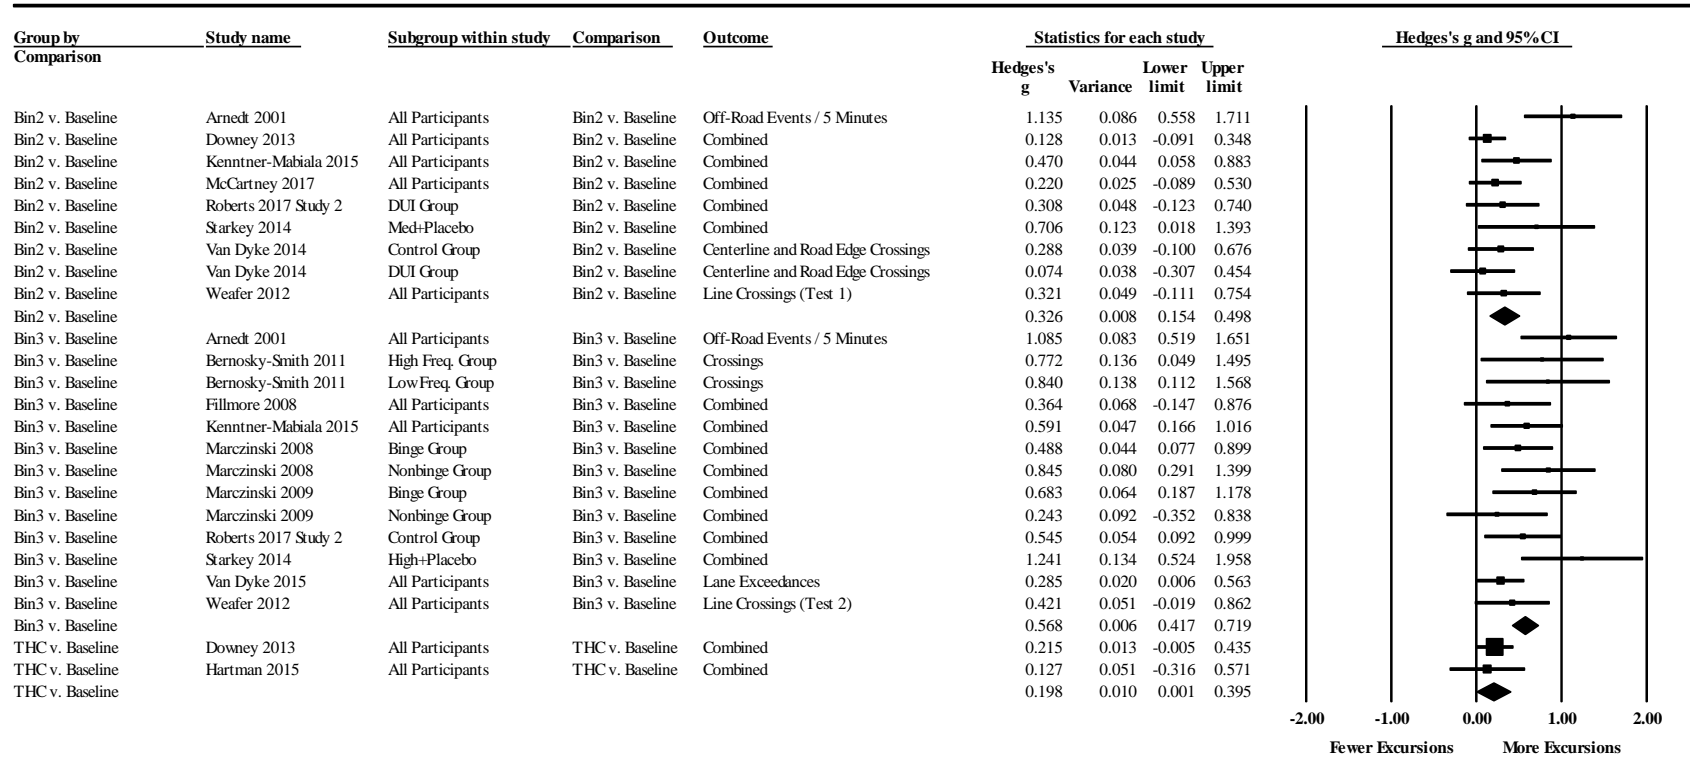 Group by Comparison Study name Subgroup within study Comparison Outcome Statistics for each study Hedges's g and 95% CI
Hedges's g Variance Lower limit Upper limit
Bin2 v. Baseline Arnedt 2001 All Participants Bin2 v. Baseline Off-Road Events / 5 Minutes 1.135 0.086 0.558 1.711
Bin2 v. Baseline Downey 2013 All Participants Bin2 v. Baseline Combined 0.128 0.013 -0.091 0.348
Bin2 v. Baseline Kenntner-Mabiala 2015 All Participants Bin2 v. Baseline Combined 0.470 0.044 0.058 0.883
Bin2 v. Baseline McCartney 2017 All Participants Bin2 v. Baseline Combined 0.220 0.025 -0.089 0.530
Bin2 v. Baseline Roberts 2017 Study 2 DUI Group Bin2 v. Baseline Combined 0.308 0.048 -0.123 0.740
Bin2 v. Baseline Starkey 2014 Med+Placebo Bin2 v. Baseline Combined 0.706 0.123 0.018 1.393
Bin2 v. Baseline Van Dyke 2014 Control Group Bin2 v. Baseline Centerline and Road Edge Crossings 0.288 0.039 -0.100 0.676
Bin2 v. Baseline Van Dyke 2014 DUI Group Bin2 v. Baseline Centerline and Road Edge Crossings 0.074 0.038 -0.307 0.454
Bin2 v. Baseline Weafer 2012 All Participants Bin2 v. Baseline Line Crossings (Test 1) 0.321 0.049 -0.111 0.754
Bin2 v. Baseline 0.326 0.008 0.154 0.498
Bin3 v. Baseline Arnedt 2001 All Participants Bin3 v. Baseline Off-Road Events / 5 Minutes 1.085 0.083 0.519 1.651
Bin3 v. Baseline Bernosky-Smith 2011 High Freq. Group Bin3 v. Baseline Crossings 0.772 0.136 0.049 1.495
Bin3 v. Baseline Bernosky-Smith 2011 Low Freq. Group Bin3 v. Baseline Crossings 0.840 0.138 0.112 1.568
Bin3 v. Baseline Fillmore 2008 All Participants Bin3 v. Baseline Combined 0.364 0.068 -0.147 0.876
Bin3 v. Baseline Kenntner-Mabiala 2015 All Participants Bin3 v. Baseline Combined 0.591 0.047 0.166 1.016
Bin3 v. Baseline Marczinski 2008 Binge Group Bin3 v. Baseline Combined 0.488 0.044 0.077 0.899
Bin3 v. Baseline Marczinski 2008 Nonbinge Group Bin3 v. Baseline Combined 0.845 0.080 0.291 1.399
Bin3 v. Baseline Marczinski 2009 Binge Group Bin3 v. Baseline Combined 0.683 0.064 0.187 1.178
Bin3 v. Baseline Marczinski 2009 Nonbinge Group Bin3 v. Baseline Combined 0.243 0.092 -0.352 0.838
Bin3 v. Baseline Roberts 2017 Study 2 Control Group Bin3 v. Baseline Combined 0.545 0.054 0.092 0.999
Bin3 v. Baseline Starkey 2014 High+Placebo Bin3 v. Baseline Combined 1.241 0.134 0.524 1.958
Bin3 v. Baseline Van Dyke 2015 All Participants Bin3 v. Baseline Lane Exceedances 0.285 0.020 0.006 0.563
Bin3 v. Baseline Weafer 2012 All Participants Bin3 v. Baseline Line Crossings (Test 2) 0.421 0.051 -0.019 0.862
Bin3 v. Baseline 0.568 0.006 0.417 0.719
THC v. Baseline Downey 2013 All Participants THC v. Baseline Combined 0.215 0.013 -0.005 0.435
THC v. Baseline Hartman 2015 All Participants THC v. Baseline Combined 0.127 0.051 -0.316 0.571
THC v. Baseline 0.198 0.010 0.001 0.395
-2.00 -1.00 0.00 1.00 2.00
Fewer Excursions More Excursions